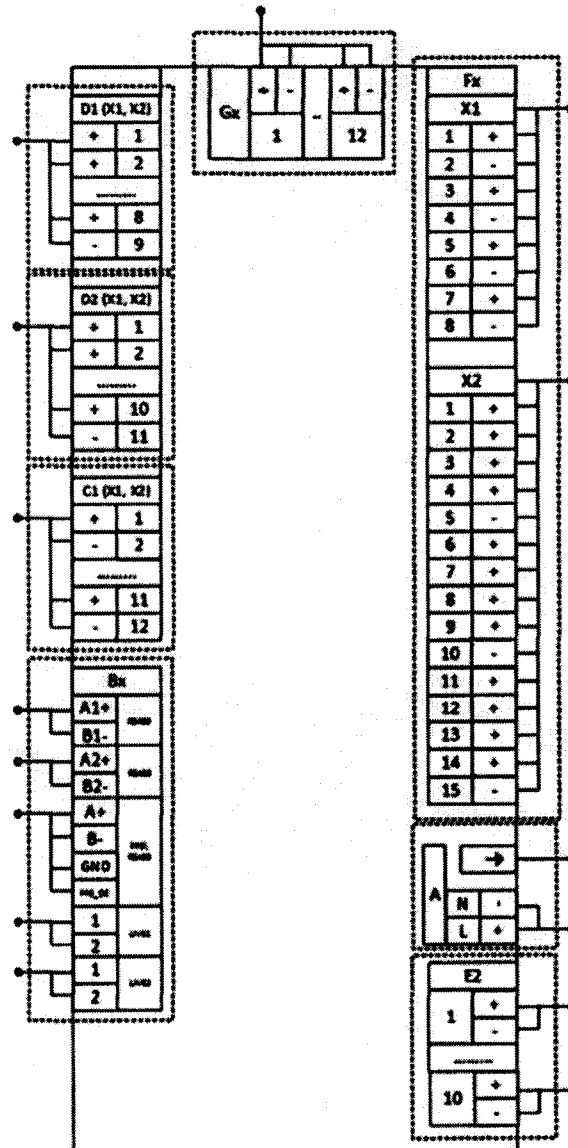 Gx
+ - - + -
1 12
D1 (X1, X2)
+ 1
+ 2
+ 8
- 9
D2 (X1, X2)
+ 1
+ 2
+ 10
- 11
C1 (X1, X2)
+ 1
- 2
+ 11
- 12
Bx
A1+
B1-
A2+
B2-
A+
B-
GND
1
2
1
2
Fx
X1
1 +
2 -
3 +
4 -
5 +
6 -
7 +
8 -
X2
1 +
2 +
3 +
4 +
5 -
6 +
7 +
8 +
9 +
10 -
11 +
12 +
13 +
14 +
15 -
A
N -
L +
E2
1 +
-
10 +
-